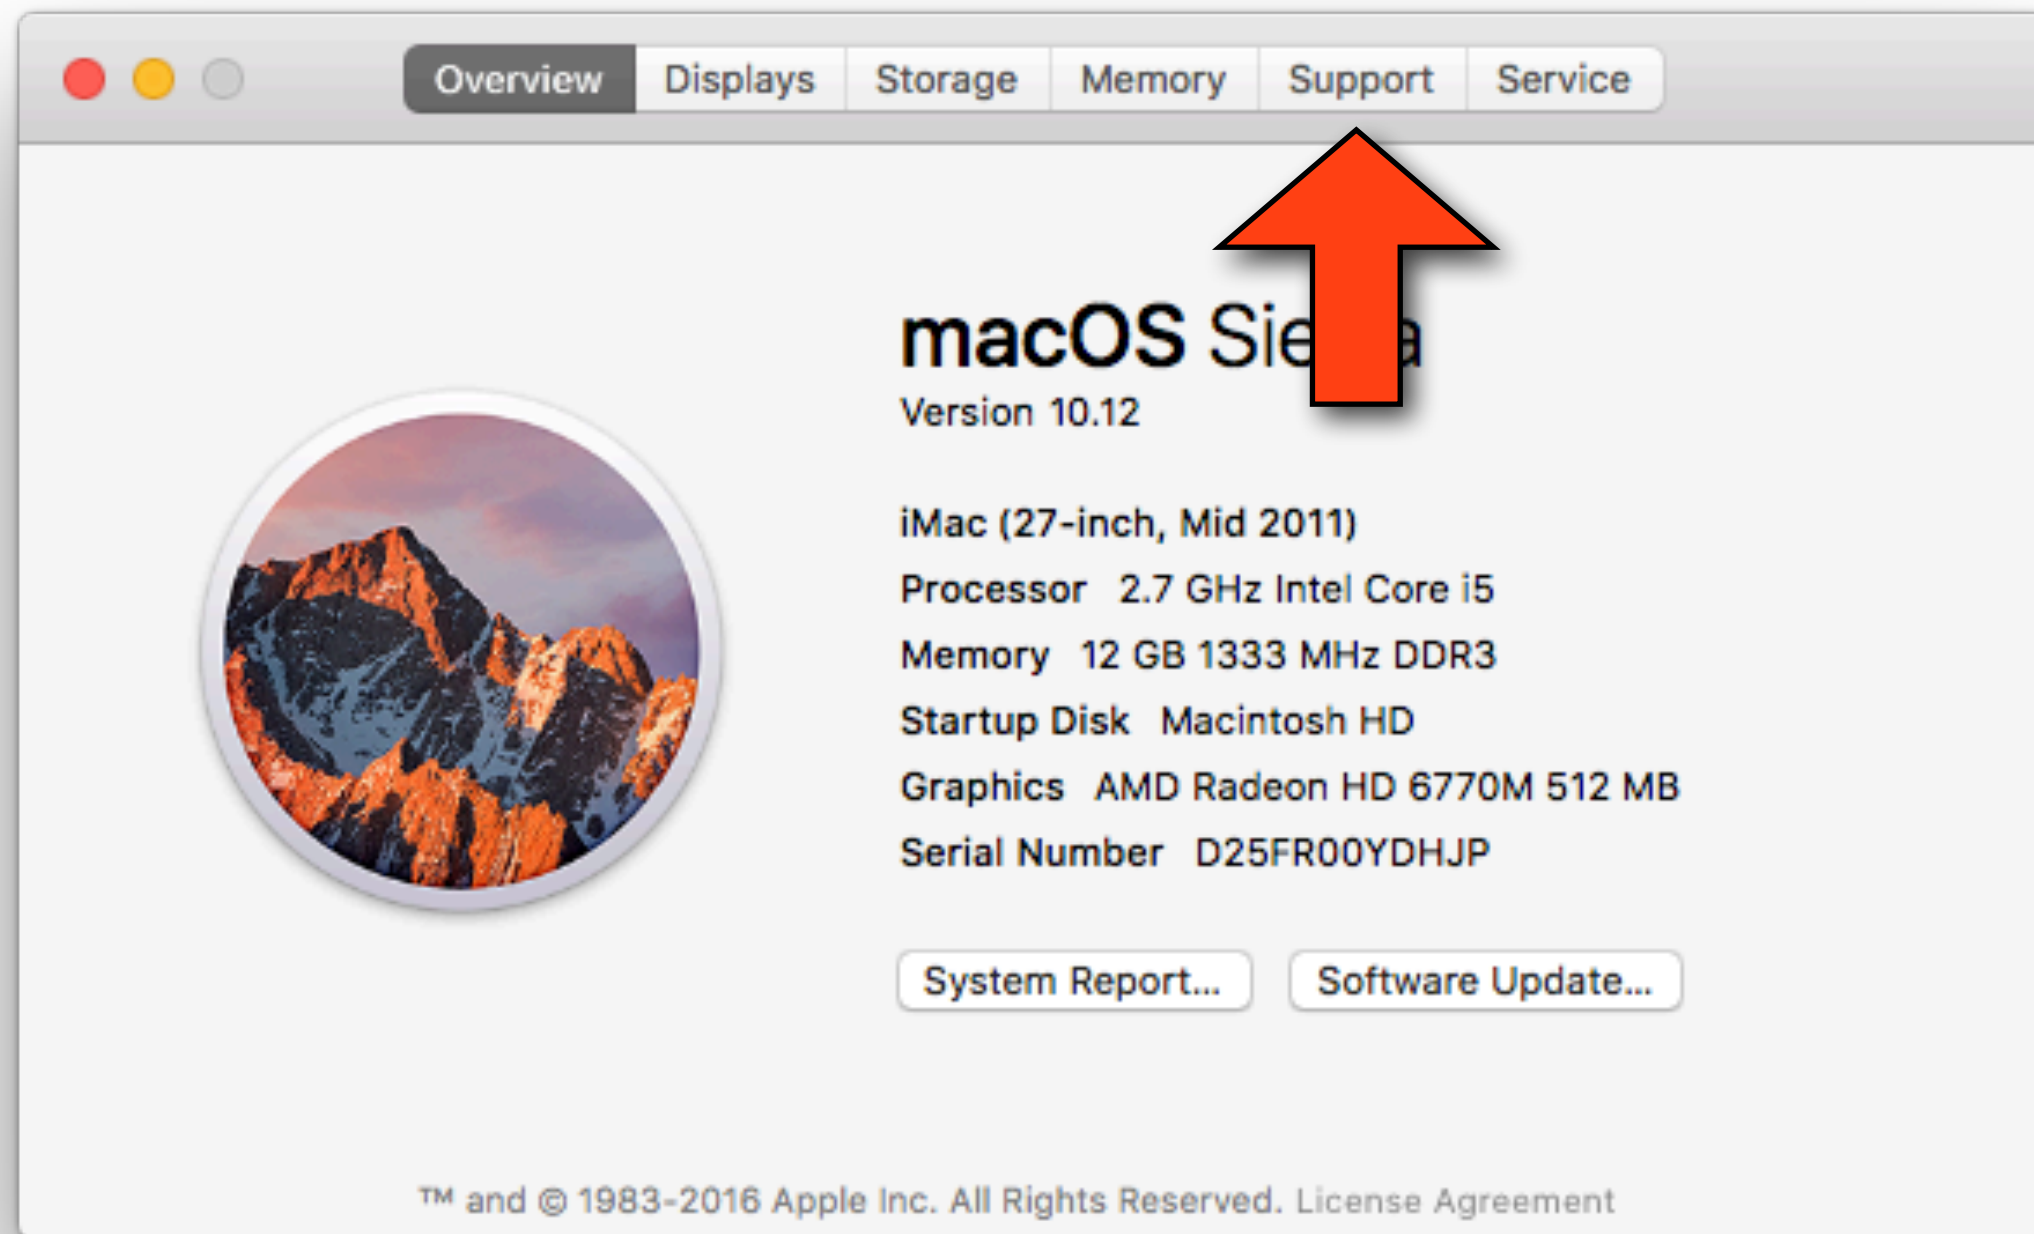 Overview Displays Storage Memory Support Service
macOS
Version 10.12
iMac (27-inch, Mid 2011)
Processor 2.7 GHz Intel Core i5
Memory 12 GB 1333 MHz DDR3
Startup Disk Macintosh HD
Graphics AMD Radeon HD 6770M 512 MB
Serial Number D25FR00YDHJP
System Report... Software Update...
™ and © 1983-2016 Apple Inc. All Rights Reserved. License Agreement